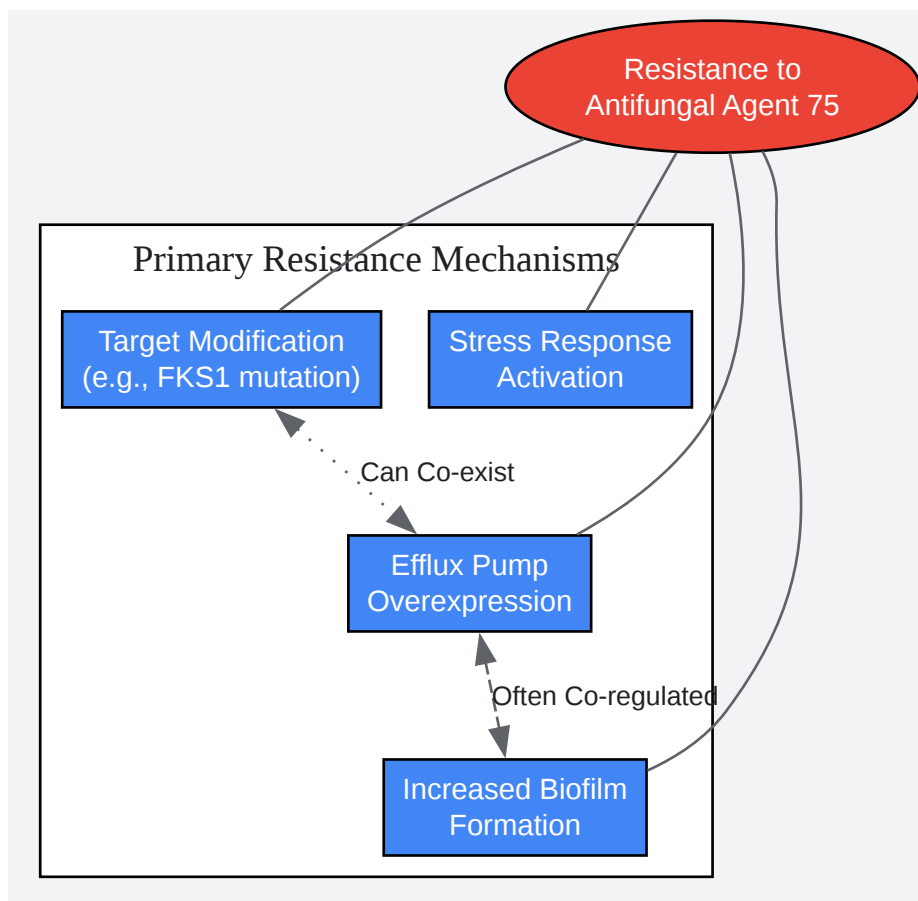 Resistance to
Antifungal Agent 75
Primary Resistance Mechanisms
Target Modification
(e.g., FKS1 mutation)
Stress Response
Activation
Can Co-exist
Efflux Pump
Overexpression
Often Co-regulated
Increased Biofilm
Formation